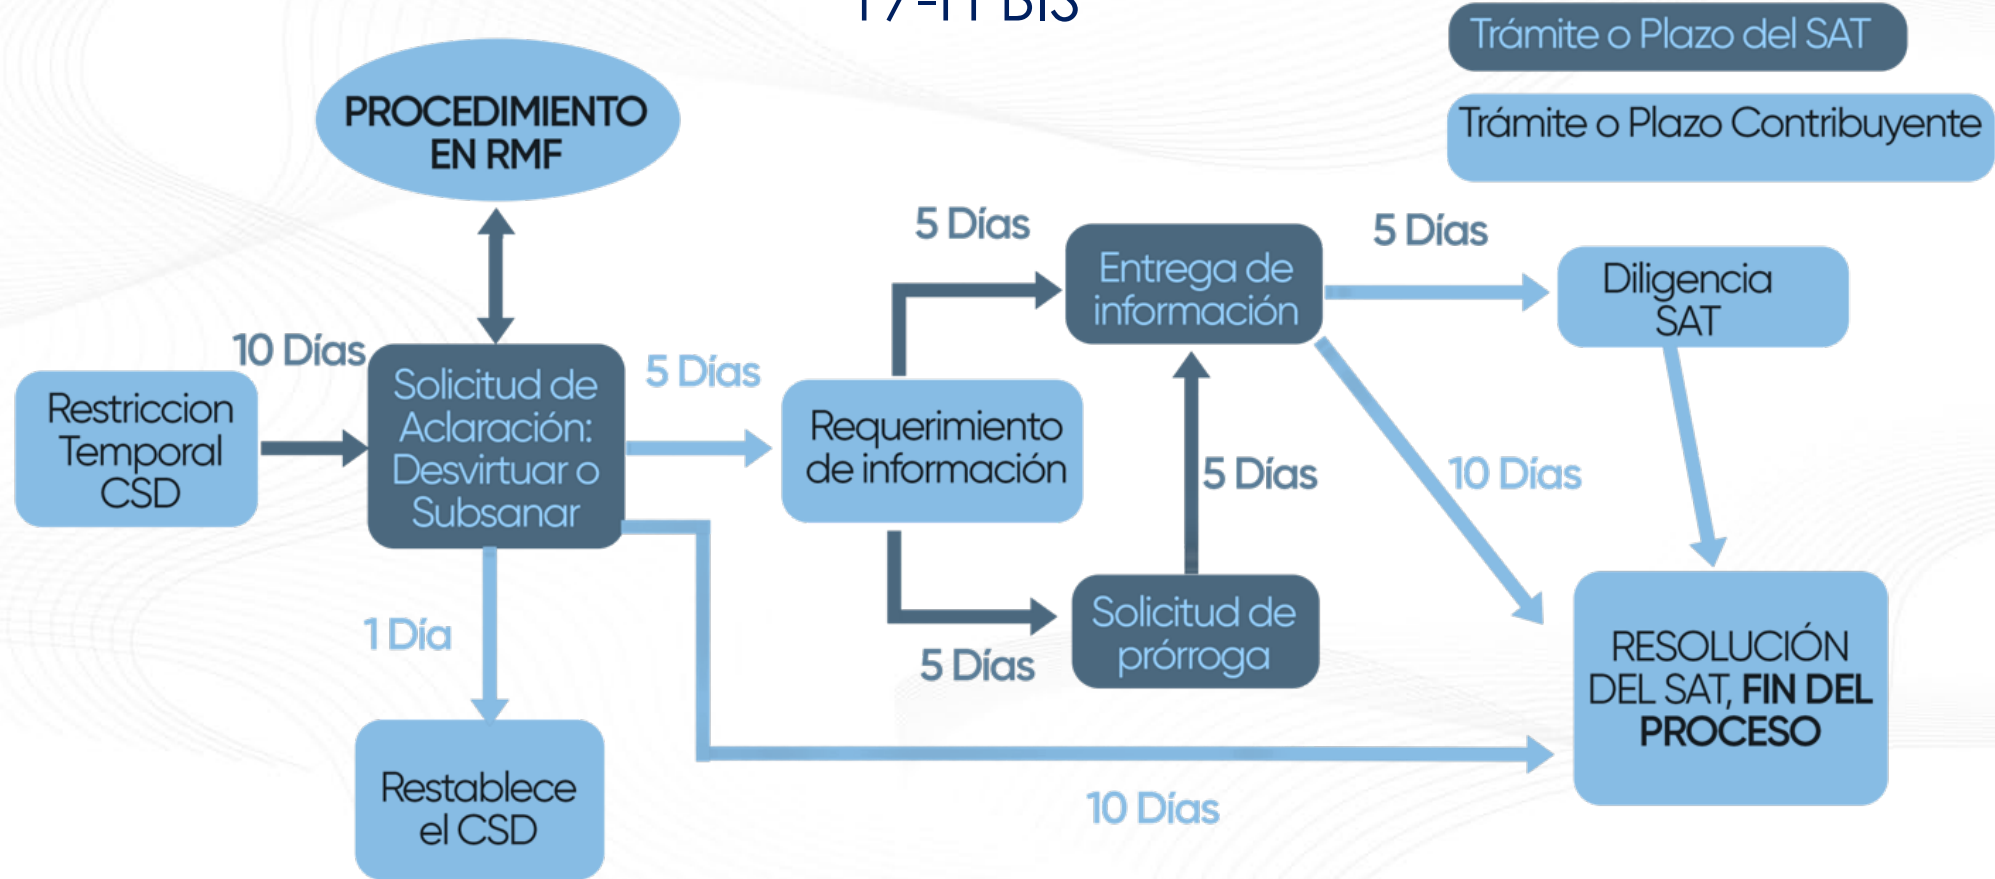 Trámite o Plazo del SAT
Trámite o Plazo Contribuyente
PROCEDIMIENTO
EN RMF
10 Días
Restriccion
Temporal
CSD
Solicitud de
Aclaración:
Desvirtuar o
Subsanar
5 Días
Requerimiento
de información
5 Días
Entrega de
información
5 Días
Diligencia
SAT
5 Días
10 Días
5 Días
Solicitud de
prórroga
1 Día
Restablece
el CSD
10 Días
RESOLUCIÓN
DEL SAT, FIN DEL
PROCESO